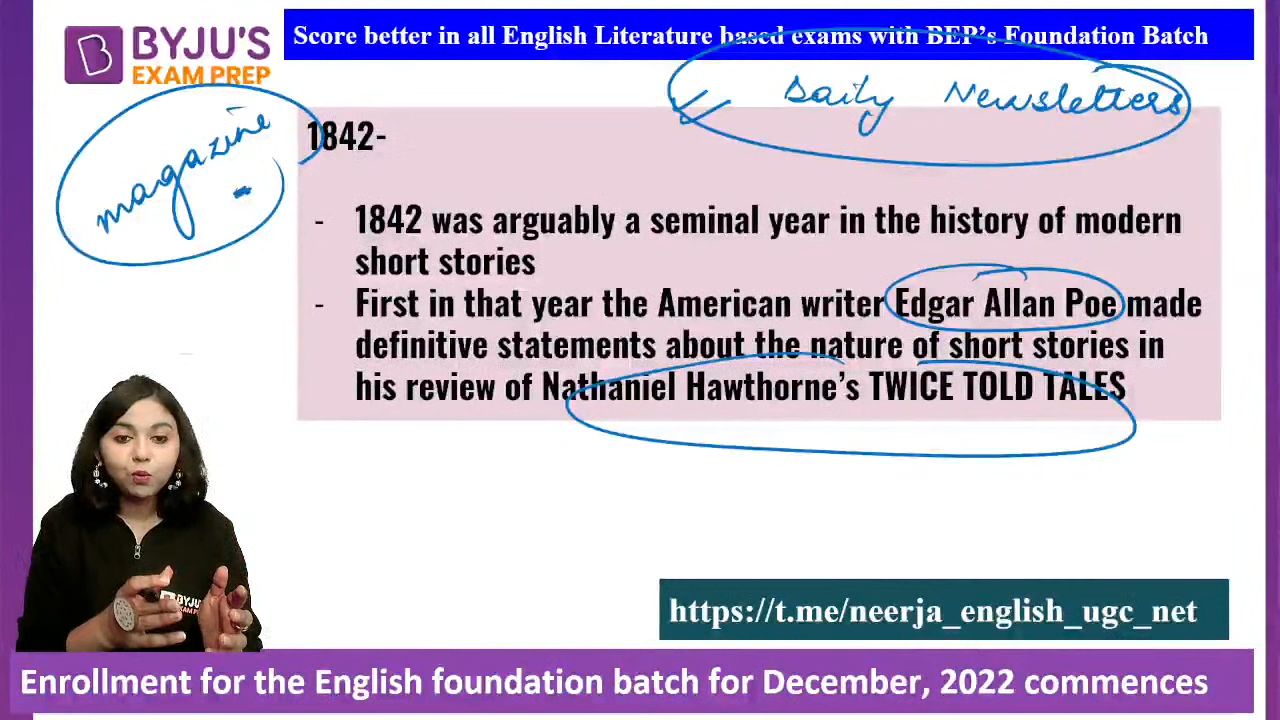 BYJU'S
EXAM PREP
Score better in all English Literature based exams with BEP's Foundation Batch
Daily Newsletters
magazine
1842-
- 1842 was arguably a seminal year in the history of modern
short stories
- First in that year the American writer Edgar Allan Poe made
definitive statements about the nature of short stories in
his review of Nathaniel Hawthorne's TWICE TOLD TALES
BYJU'S
EXAM PREP
https://t.me/neerja_english_ugc_net
Enrollment for the English foundation batch for December, 2022 commences